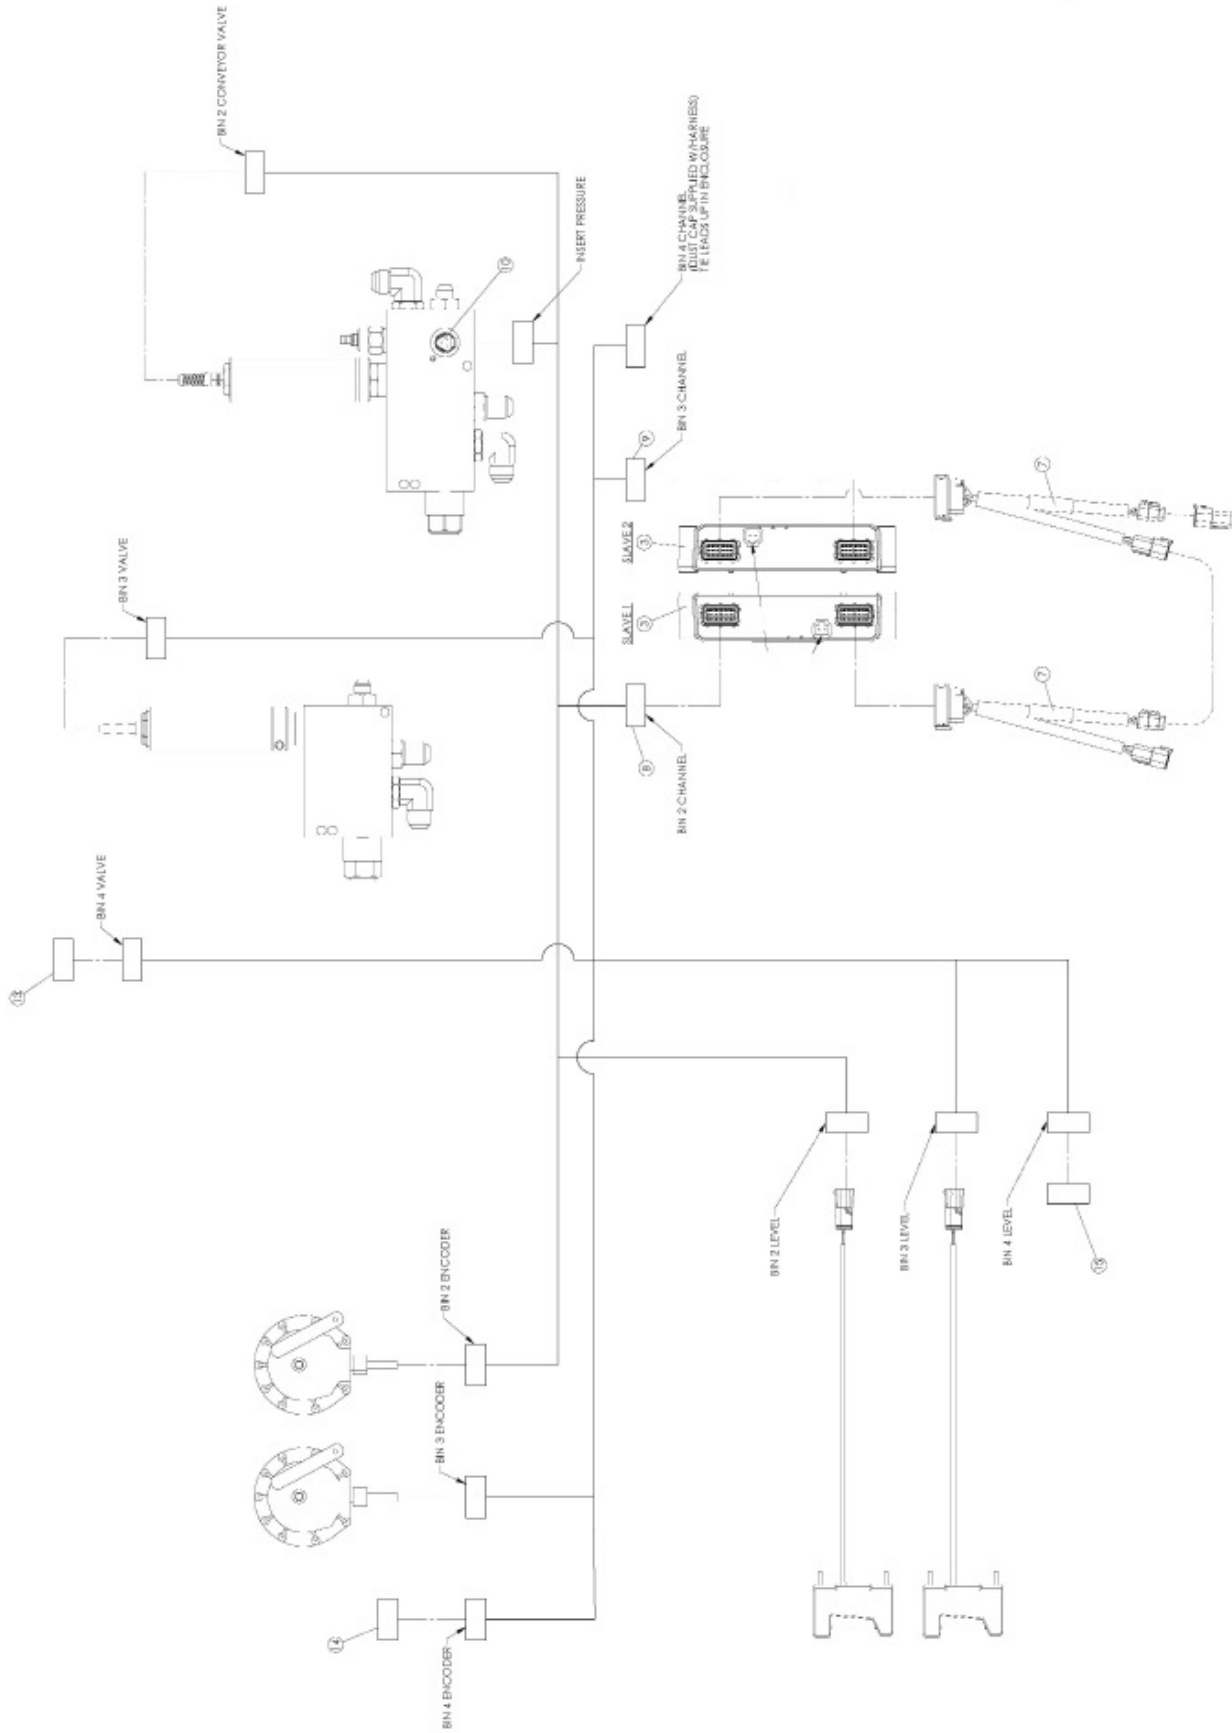 BIN 2 CONVEYOR VALVE
INSERT PRESSURE
10
BIN 4 CHANNEL
(DUST CAP SUPPLIED W/HARNESS)
TIE LEADS UP IN ENCLOSURE
BIN 3 CHANNEL
9
BIN 3 VALVE
SLAVE 2
3
SLAVE 1
3
7
7
8
BIN 2 CHANNEL
BIN 4 VALVE
BIN 2 LEVEL
BIN 3 LEVEL
BIN 4 LEVEL
15
BIN 2 ENCODER
BIN 3 ENCODER
14
BIN 4 ENCODER